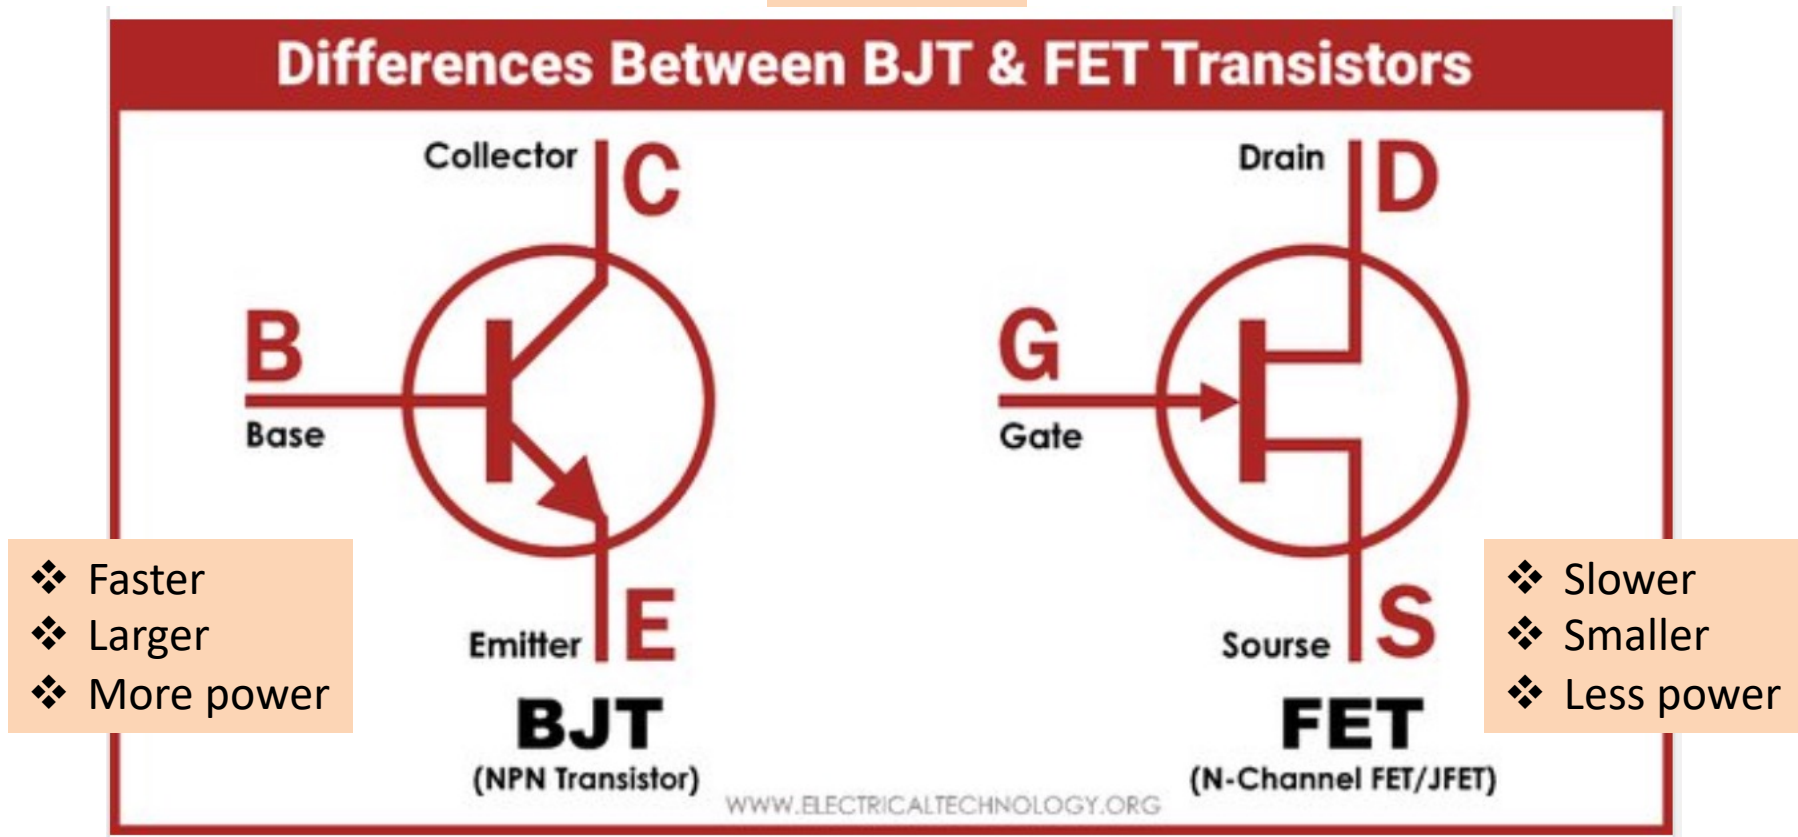 Differences Between BJT & FET Transistors
Collector
C
B
Base
Emitter
E
BJT
(NPN Transistor)
❖ Faster
❖ Larger
❖ More power
Drain
D
G
Gate
Sourse
S
FET
(N-Channel FET/JFET)
❖ Slower
❖ Smaller
❖ Less power
WWW.ELECTRICALTECHNOLOGY.ORG